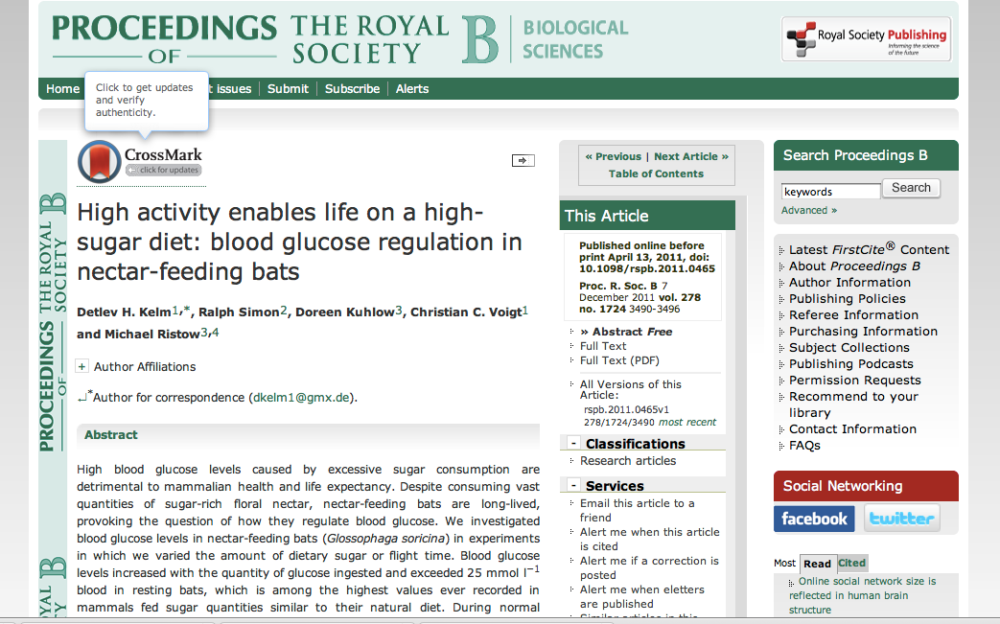 PROCEEDINGS
OF
THE ROYAL
SOCIETY
B
BIOLOGICAL
SCIENCES
Royal Society Publishing
Informing the science
of the future
Home
t issues
Submit
Subscribe
Alerts
Click to get updates
and verify
authenticity.
CrossMark
click for updates
High activity enables life on a high-
sugar diet: blood glucose regulation in
nectar-feeding bats
Detlev H. Kelm1,*, Ralph Simon2, Doreen Kuhlow3, Christian C. Voigt1
and Michael Ristow3,4
+ Author Affiliations
↵*Author for correspondence (dkelm1@gmx.de).
Abstract
High blood glucose levels caused by excessive sugar consumption are
detrimental to mammalian health and life expectancy. Despite consuming vast
quantities of sugar-rich floral nectar, nectar-feeding bats are long-lived,
provoking the question of how they regulate blood glucose. We investigated
blood glucose levels in nectar-feeding bats (Glossophaga soricina) in experiments
in which we varied the amount of dietary sugar or flight time. Blood glucose
levels increased with the quantity of glucose ingested and exceeded 25 mmol l−1
blood in resting bats, which is among the highest values ever recorded in
mammals fed sugar quantities similar to their natural diet. During normal
PROCEEDINGS
OF
THE ROYAL
SOCIETY
B
YAL
TY
B
« Previous | Next Article »
Table of Contents
This Article
Published online before
print April 13, 2011, doi:
10.1098/rspb.2011.0465
Proc. R. Soc. B 7
December 2011 vol. 278
no. 1724 3490-3496
» Abstract Free
Full Text
Full Text (PDF)
All Versions of this
Article:
rspb.2011.0465v1
278/1724/3490 most recent
- Classifications
Research articles
- Services
Email this article to a
friend
Alert me when this article
is cited
Alert me if a correction is
posted
Alert me when eletters
are published
Similar articles in this
Search Proceedings B
keywords
Search
Advanced »
Latest FirstCite® Content
About Proceedings B
Author Information
Publishing Policies
Referee Information
Purchasing Information
Subject Collections
Publishing Podcasts
Permission Requests
Recommend to your
library
Contact Information
FAQs
Social Networking
facebook
twitter
Most Read Cited
Online social network size is
reflected in human brain
structure